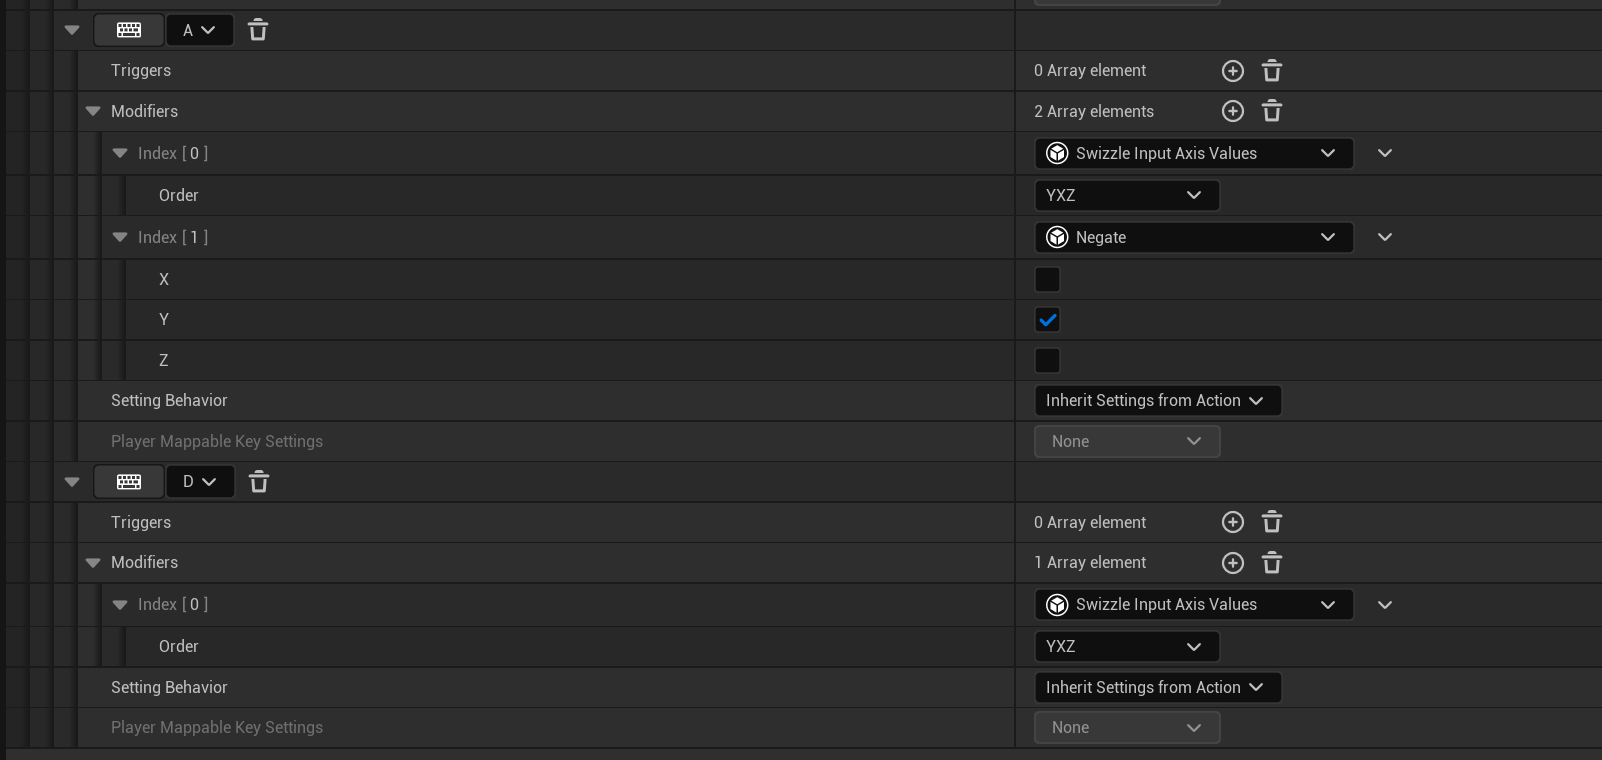 A
Triggers 0 Array element
Modifiers 2 Array elements
Index [ 0 ] Swizzle Input Axis Values
Order YXZ
Index [ 1 ] Negate
X
Y
Z
Setting Behavior Inherit Settings from Action
Player Mappable Key Settings None
D
Triggers 0 Array element
Modifiers 1 Array element
Index [ 0 ] Swizzle Input Axis Values
Order YXZ
Setting Behavior Inherit Settings from Action
Player Mappable Key Settings None